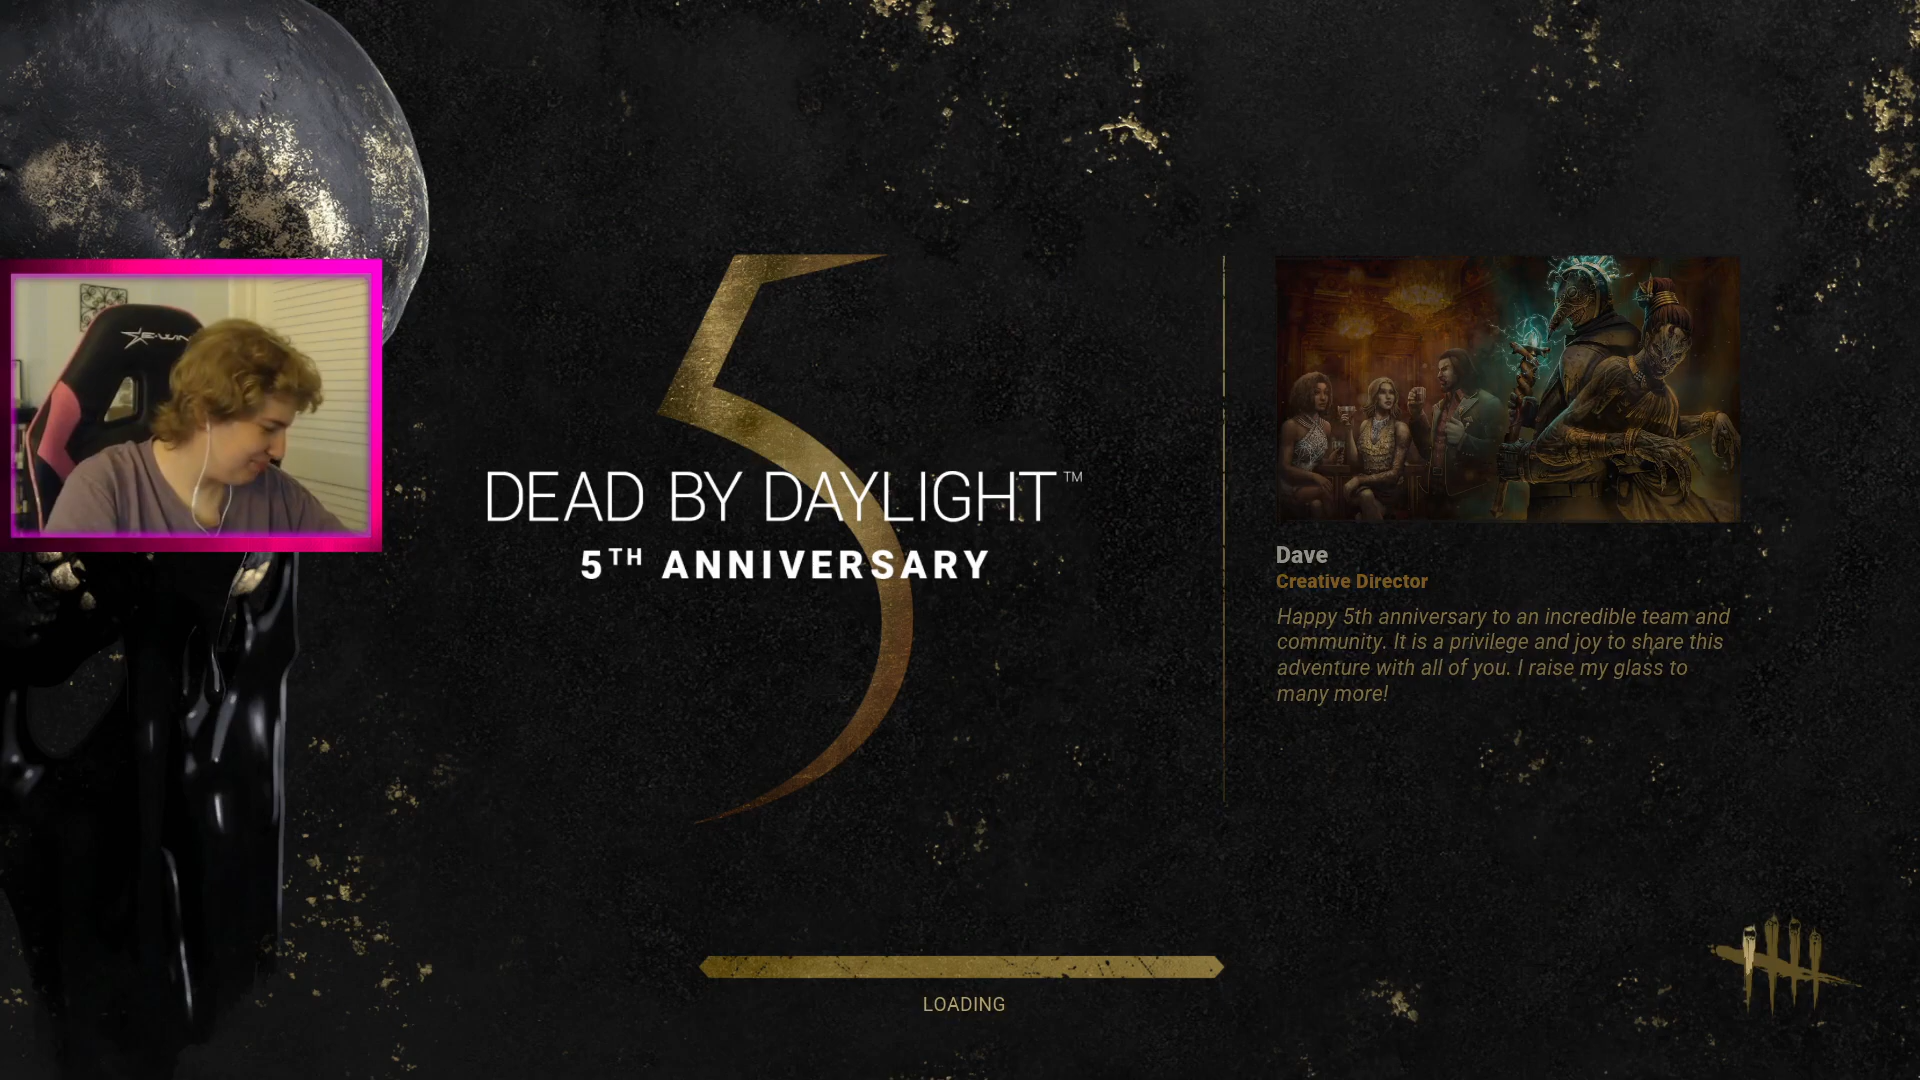 E-WIN
DEAD BY DAYLIGHT™
5TH ANNIVERSARY
Dave
Creative Director
Happy 5th anniversary to an incredible team and
community. It is a privilege and joy to share this
adventure with all of you. I raise my glass to
many more!
LOADING